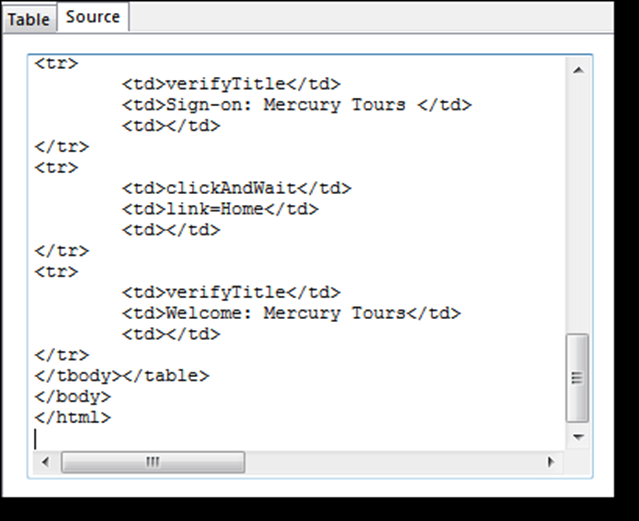 Table Source
<tr>
<td>verifyTitle</td>
<td>Sign-on: Mercury Tours </td>
<td></td>
</tr>
<tr>
<td>clickAndWait</td>
<td>link=Home</td>
<td></td>
</tr>
<tr>
<td>verifyTitle</td>
<td>Welcome: Mercury Tours</td>
<td></td>
</tr>
</tbody></table>
</body>
</html>